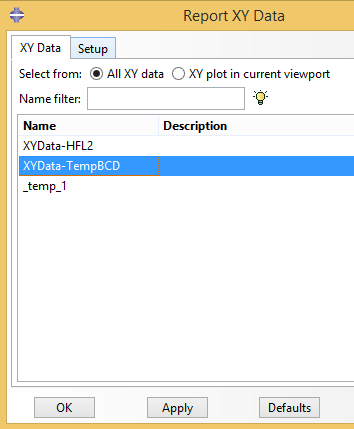 Report XY Data
XY Data Setup
Select from: All XY data XY plot in current viewport
Name filter:
Name Description
XYData-HFL2
XYData-TempBCD
_temp_1
OK Apply Defaults